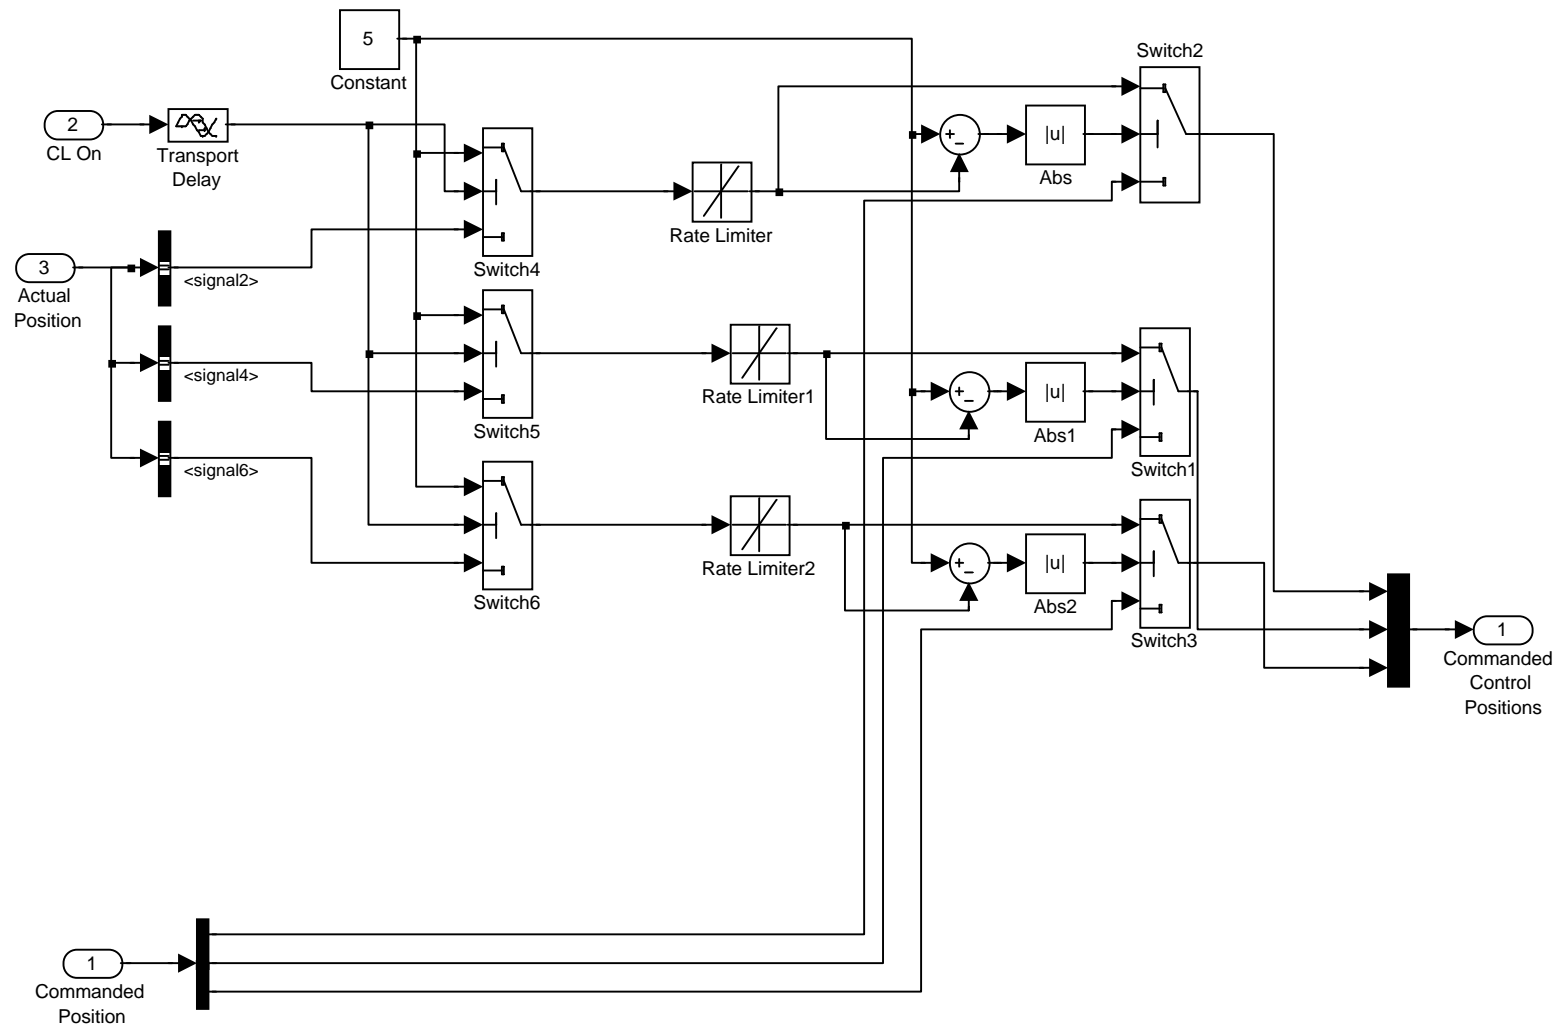 5
Constant
Switch2
2
CL On
Transport
Delay
+
−
|u|
Abs
Rate Limiter
Switch4
3
Actual
Position
<signal2>
<signal4>
<signal6>
Switch5
Rate Limiter1
+
−
|u|
Abs1
Switch1
Switch6
Rate Limiter2
+
−
|u|
Abs2
Switch3
1
Commanded
Control
Positions
1
Commanded
Position